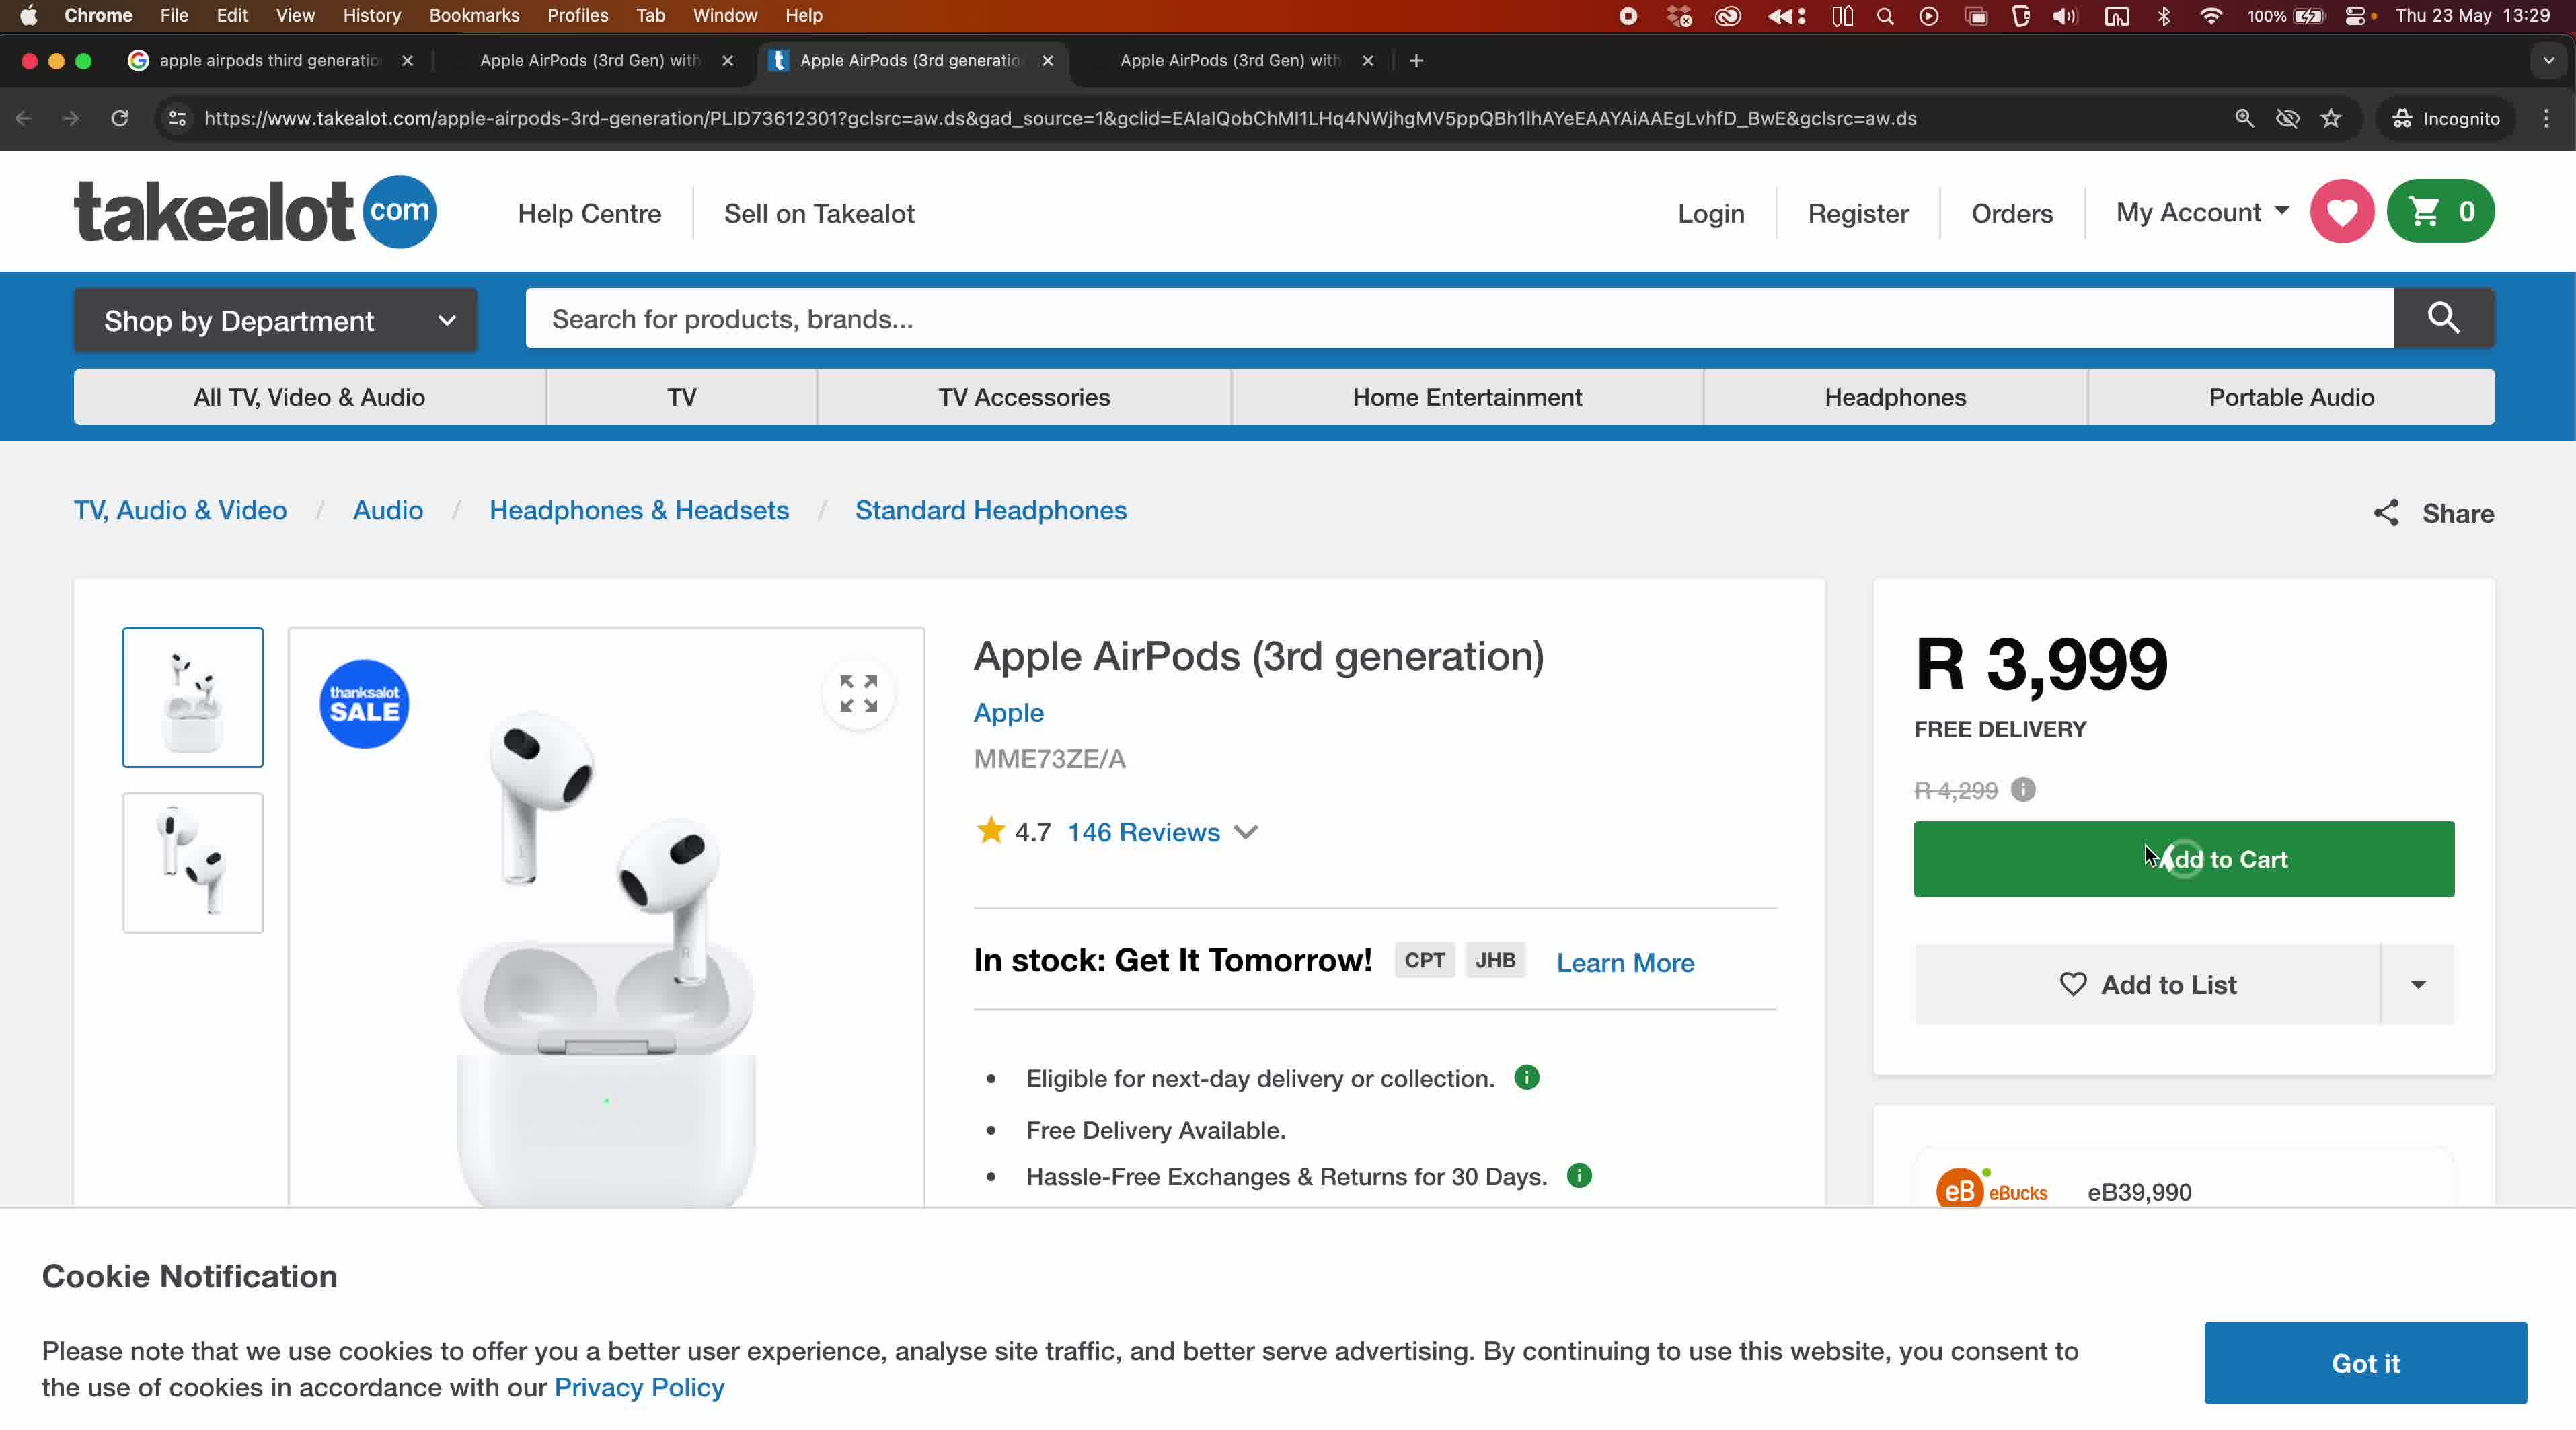 Chrome File Edit View History Bookmarks Profiles Tab Window Help 100% Thu 23 May 13:29
apple airpods third generatio Apple AirPods (3rd Gen) with Apple AirPods (3rd generatio Apple AirPods (3rd Gen) with
https://www.takealot.com/apple-airpods-3rd-generation/PLID73612301?gclsrc=aw.ds&gad_source=1&gclid=EAIaIQobChMI1LHq4NWjhgMV5ppQBh1lhAYeEAAYAiAAEgLvhfD_BwE&gclsrc=aw.ds Incognito
takealot com Help Centre Sell on Takealot Login Register Orders My Account 0
Shop by Department Search for products, brands...
All TV, Video & Audio TV TV Accessories Home Entertainment Headphones Portable Audio
TV, Audio & Video / Audio / Headphones & Headsets / Standard Headphones Share
thanksalot
SALE
Apple AirPods (3rd generation)
Apple
MME73ZE/A
4.7 146 Reviews
In stock: Get It Tomorrow! CPT JHB Learn More
• Eligible for next-day delivery or collection.
• Free Delivery Available.
• Hassle-Free Exchanges & Returns for 30 Days.
R 3,999
FREE DELIVERY
R 4,299
Add to Cart
Add to List
eB eBucks eB39,990
Cookie Notification
Please note that we use cookies to offer you a better user experience, analyse site traffic, and better serve advertising. By continuing to use this website, you consent to
the use of cookies in accordance with our Privacy Policy
Got it